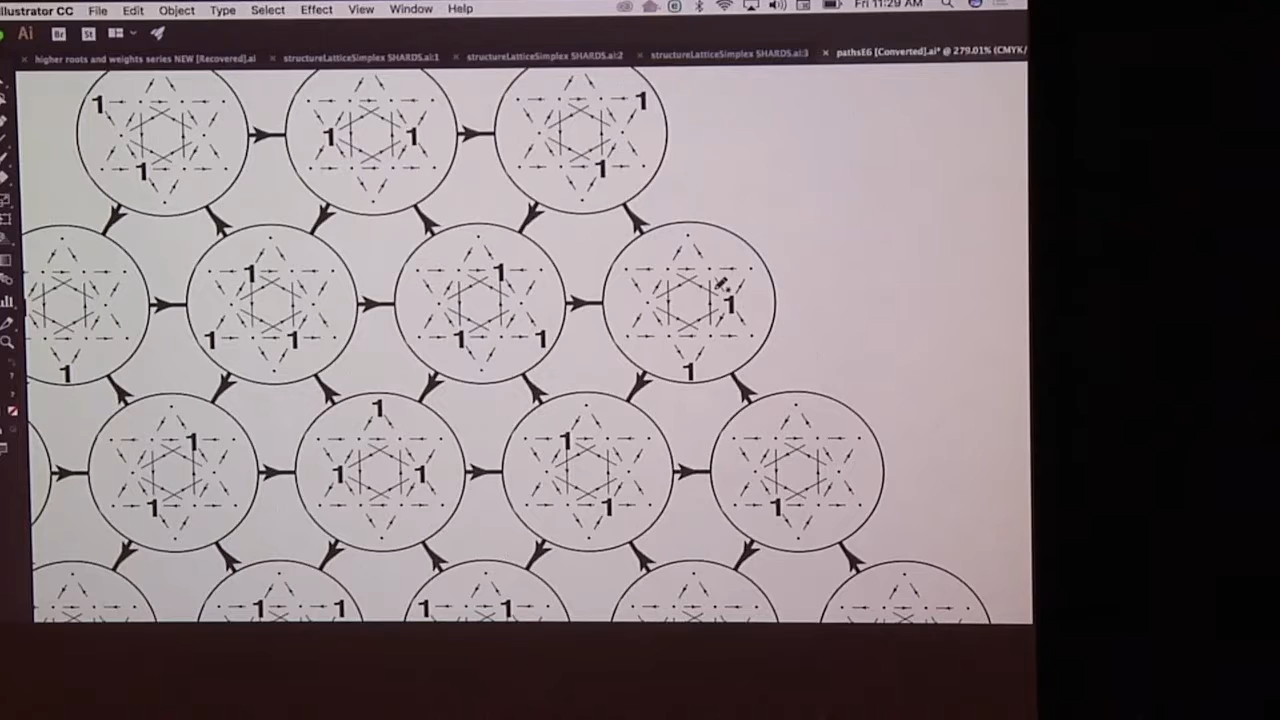 llustrator CC File Edit Object Type Select Effect View Window Help Fri 11:29 AM
Ai Br St
× higher roots and weights series NEW [Recovered].ai × structureLatticeSimplex SHARDS.ai:1 × structureLatticeSimplex SHARDS.ai:2 × structureLatticeSimplex SHARDS.ai:3 × pathsE6 [Converted].ai* @ 279.01% (CMYK/
1 1
1 1 1 1
1 1
1 1 1
1 1 1 1
1 1
1
1 1 1
1 1 1
1 1 1
1 1 1 1